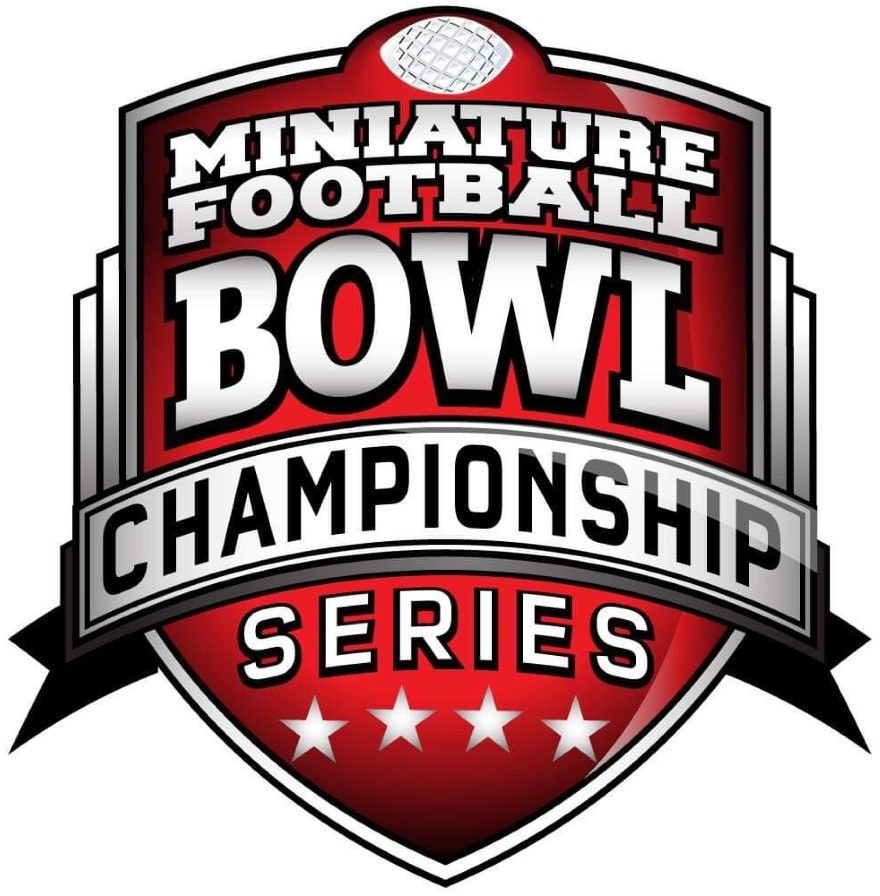 MINIATURE
FOOTBALL
BOWL
CHAMPIONSHIP
SERIES